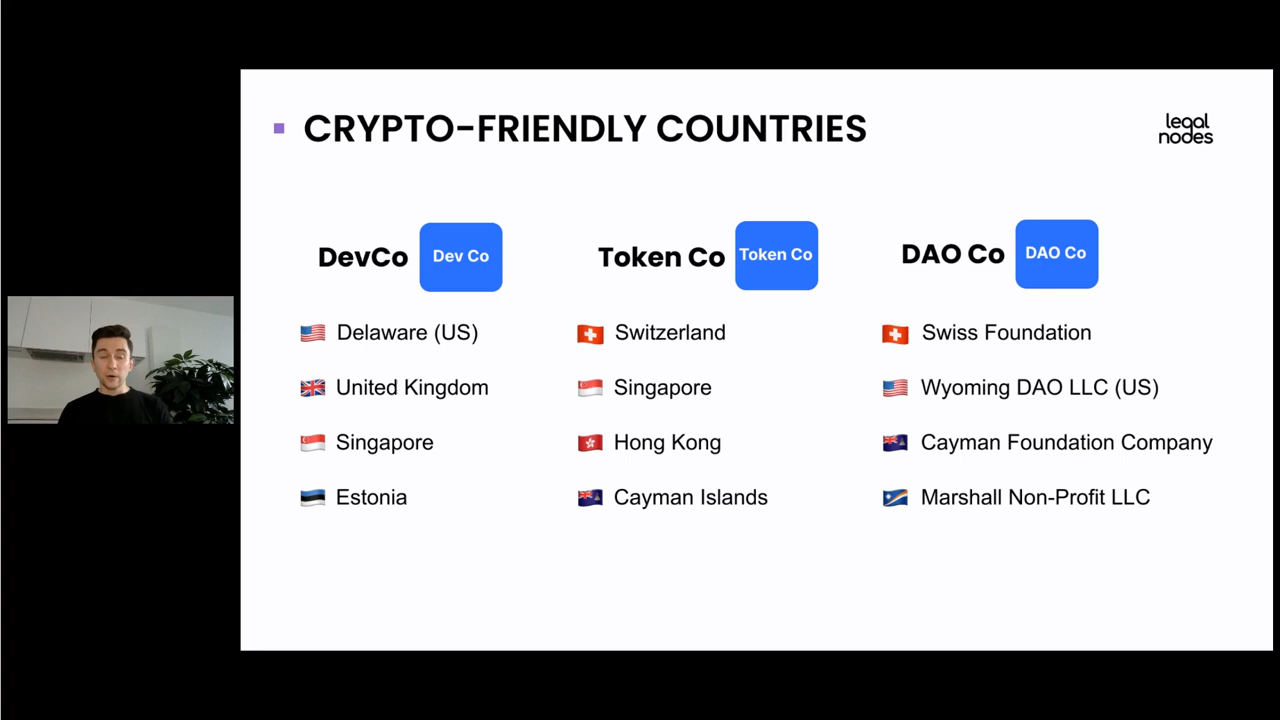 CRYPTO-FRIENDLY COUNTRIES
legal
nodes
DevCo
Dev Co
Delaware (US)
United Kingdom
Singapore
Estonia
Token Co
Token Co
Switzerland
Singapore
Hong Kong
Cayman Islands
DAO Co
DAO Co
Swiss Foundation
Wyoming DAO LLC (US)
Cayman Foundation Company
Marshall Non-Profit LLC